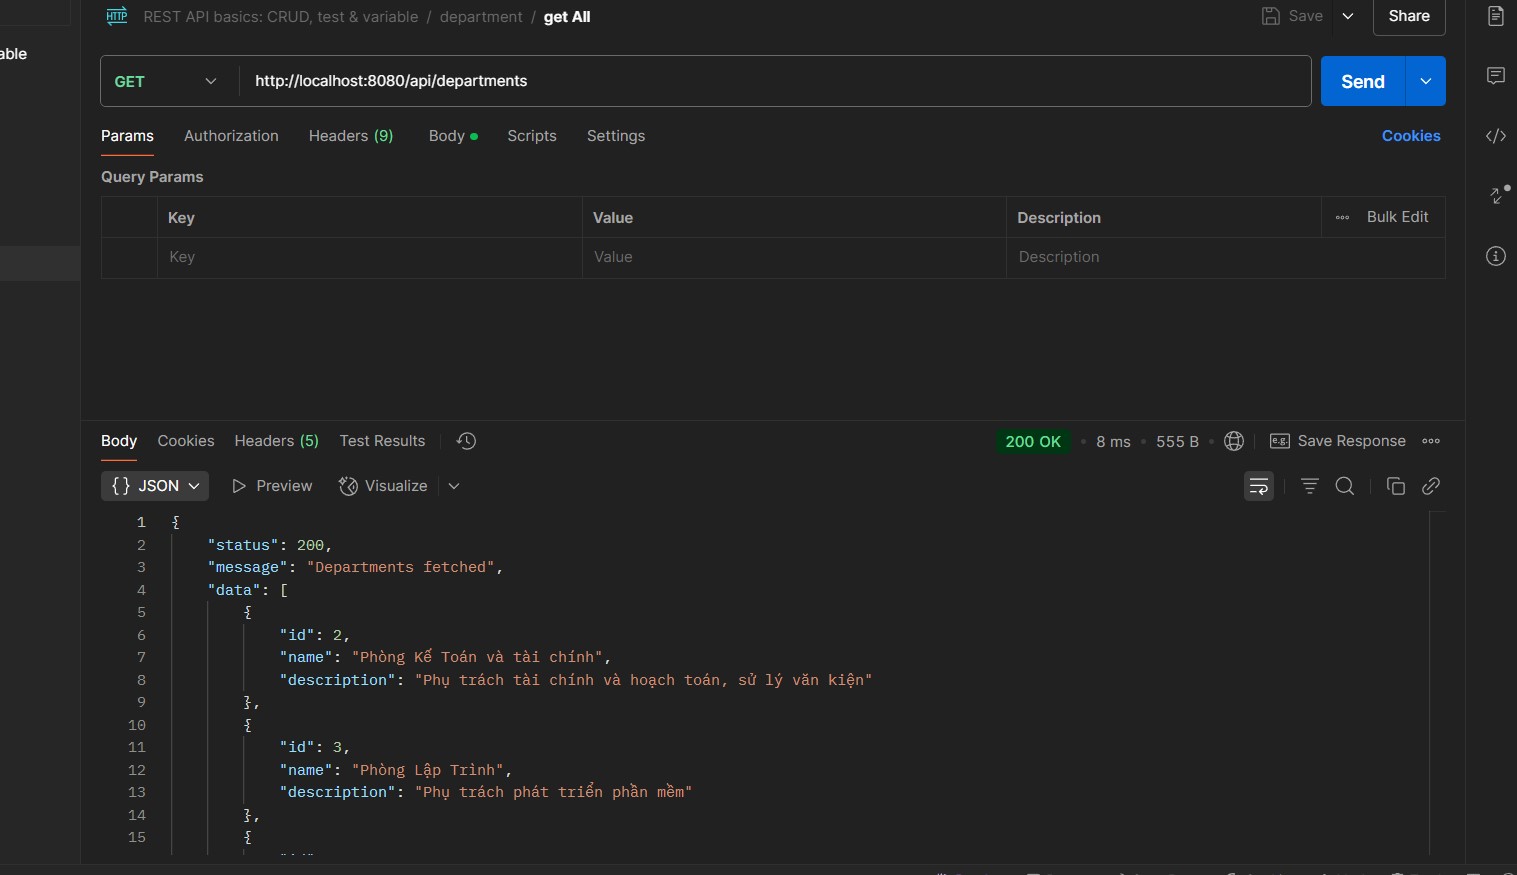 HTTP REST API basics: CRUD, test & variable / department / get All
Save
Share
able
GET
http://localhost:8080/api/departments
Send
Params Authorization Headers (9) Body Scripts Settings
Cookies
Query Params
Key Value Description Bulk Edit
Key Value Description
Body Cookies Headers (5) Test Results
200 OK • 8 ms • 555 B • e.g. Save Response
{} JSON Preview Visualize
1 {
2 "status": 200,
3 "message": "Departments fetched",
4 "data": [
5 {
6 "id": 2,
7 "name": "Phòng Kế Toán và tài chính",
8 "description": "Phụ trách tài chính và hoạch toán, sử lý văn kiện"
9 },
10 {
11 "id": 3,
12 "name": "Phòng Lập Trình",
13 "description": "Phụ trách phát triển phần mềm"
14 },
15 {